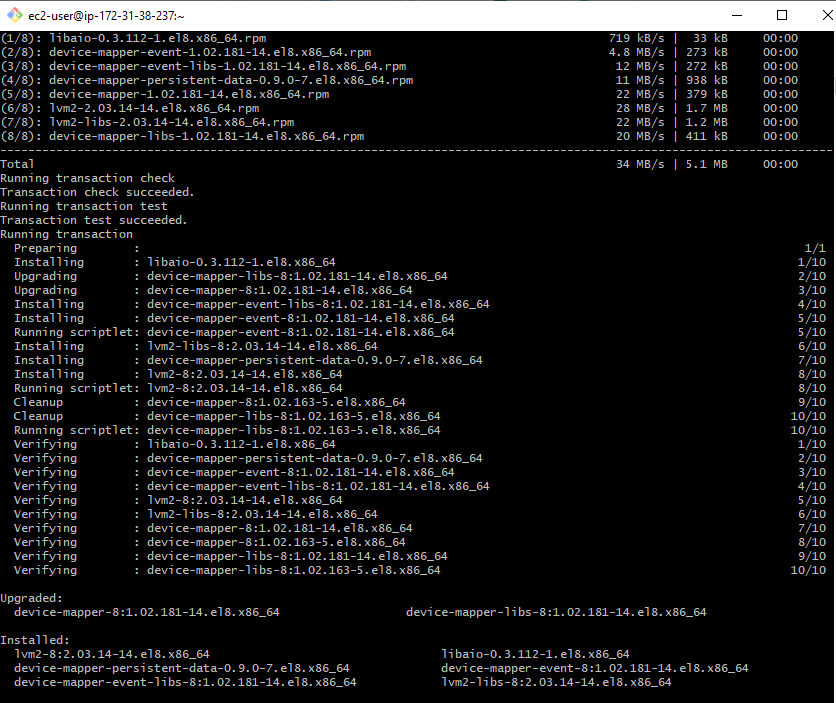 ec2-user@ip-172-31-38-237:~
(1/8): libaio-0.3.112-1.el8.x86_64.rpm 719 kB/s | 33 kB 00:00
(2/8): device-mapper-event-1.02.181-14.el8.x86_64.rpm 4.8 MB/s | 273 kB 00:00
(3/8): device-mapper-event-libs-1.02.181-14.el8.x86_64.rpm 12 MB/s | 272 kB 00:00
(4/8): device-mapper-persistent-data-0.9.0-7.el8.x86_64.rpm 11 MB/s | 938 kB 00:00
(5/8): device-mapper-1.02.181-14.el8.x86_64.rpm 22 MB/s | 379 kB 00:00
(6/8): lvm2-2.03.14-14.el8.x86_64.rpm 28 MB/s | 1.7 MB 00:00
(7/8): lvm2-libs-2.03.14-14.el8.x86_64.rpm 22 MB/s | 1.2 MB 00:00
(8/8): device-mapper-libs-1.02.181-14.el8.x86_64.rpm 20 MB/s | 411 kB 00:00
--------------------------------------------------------------------------------
Total 34 MB/s | 5.1 MB 00:00
Running transaction check
Transaction check succeeded.
Running transaction test
Transaction test succeeded.
Running transaction
Preparing : 1/1
Installing : libaio-0.3.112-1.el8.x86_64 1/10
Upgrading : device-mapper-libs-8:1.02.181-14.el8.x86_64 2/10
Upgrading : device-mapper-8:1.02.181-14.el8.x86_64 3/10
Installing : device-mapper-event-libs-8:1.02.181-14.el8.x86_64 4/10
Installing : device-mapper-event-8:1.02.181-14.el8.x86_64 5/10
Running scriptlet: device-mapper-event-8:1.02.181-14.el8.x86_64 5/10
Installing : lvm2-libs-8:2.03.14-14.el8.x86_64 6/10
Installing : device-mapper-persistent-data-0.9.0-7.el8.x86_64 7/10
Installing : lvm2-8:2.03.14-14.el8.x86_64 8/10
Running scriptlet: lvm2-8:2.03.14-14.el8.x86_64 8/10
Cleanup : device-mapper-8:1.02.163-5.el8.x86_64 9/10
Cleanup : device-mapper-libs-8:1.02.163-5.el8.x86_64 10/10
Running scriptlet: device-mapper-libs-8:1.02.163-5.el8.x86_64 10/10
Verifying : libaio-0.3.112-1.el8.x86_64 1/10
Verifying : device-mapper-persistent-data-0.9.0-7.el8.x86_64 2/10
Verifying : device-mapper-event-8:1.02.181-14.el8.x86_64 3/10
Verifying : device-mapper-event-libs-8:1.02.181-14.el8.x86_64 4/10
Verifying : lvm2-8:2.03.14-14.el8.x86_64 5/10
Verifying : lvm2-libs-8:2.03.14-14.el8.x86_64 6/10
Verifying : device-mapper-8:1.02.181-14.el8.x86_64 7/10
Verifying : device-mapper-8:1.02.163-5.el8.x86_64 8/10
Verifying : device-mapper-libs-8:1.02.181-14.el8.x86_64 9/10
Verifying : device-mapper-libs-8:1.02.163-5.el8.x86_64 10/10
Upgraded:
device-mapper-8:1.02.181-14.el8.x86_64 device-mapper-libs-8:1.02.181-14.el8.x86_64
Installed:
lvm2-8:2.03.14-14.el8.x86_64 libaio-0.3.112-1.el8.x86_64
device-mapper-persistent-data-0.9.0-7.el8.x86_64 device-mapper-event-8:1.02.181-14.el8.x86_64
device-mapper-event-libs-8:1.02.181-14.el8.x86_64 lvm2-libs-8:2.03.14-14.el8.x86_64